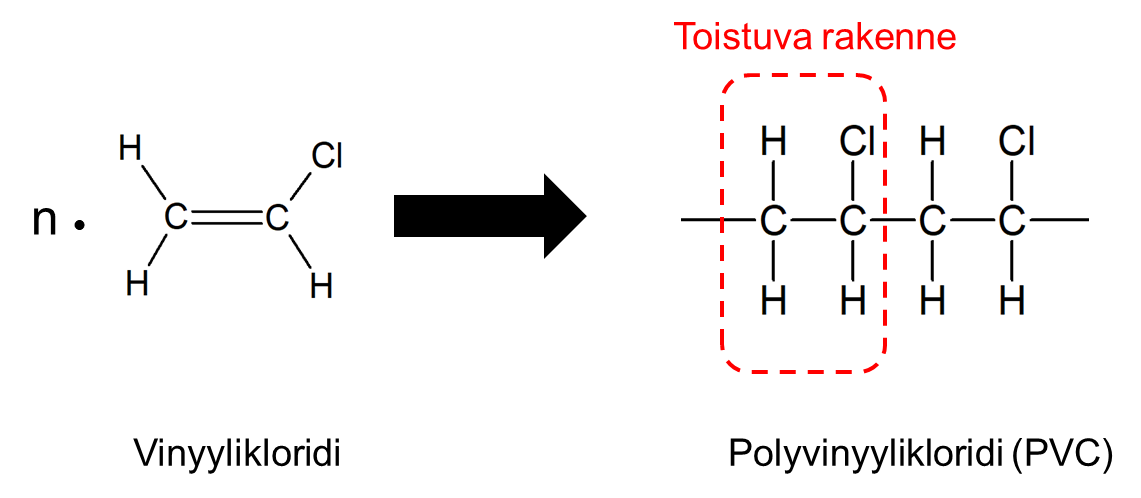 Toistuva rakenne
H Cl
n · C C
H H
H Cl H Cl
C C C C
H H H H
Vinyylikloridi
Polyvinyylikloridi (PVC)